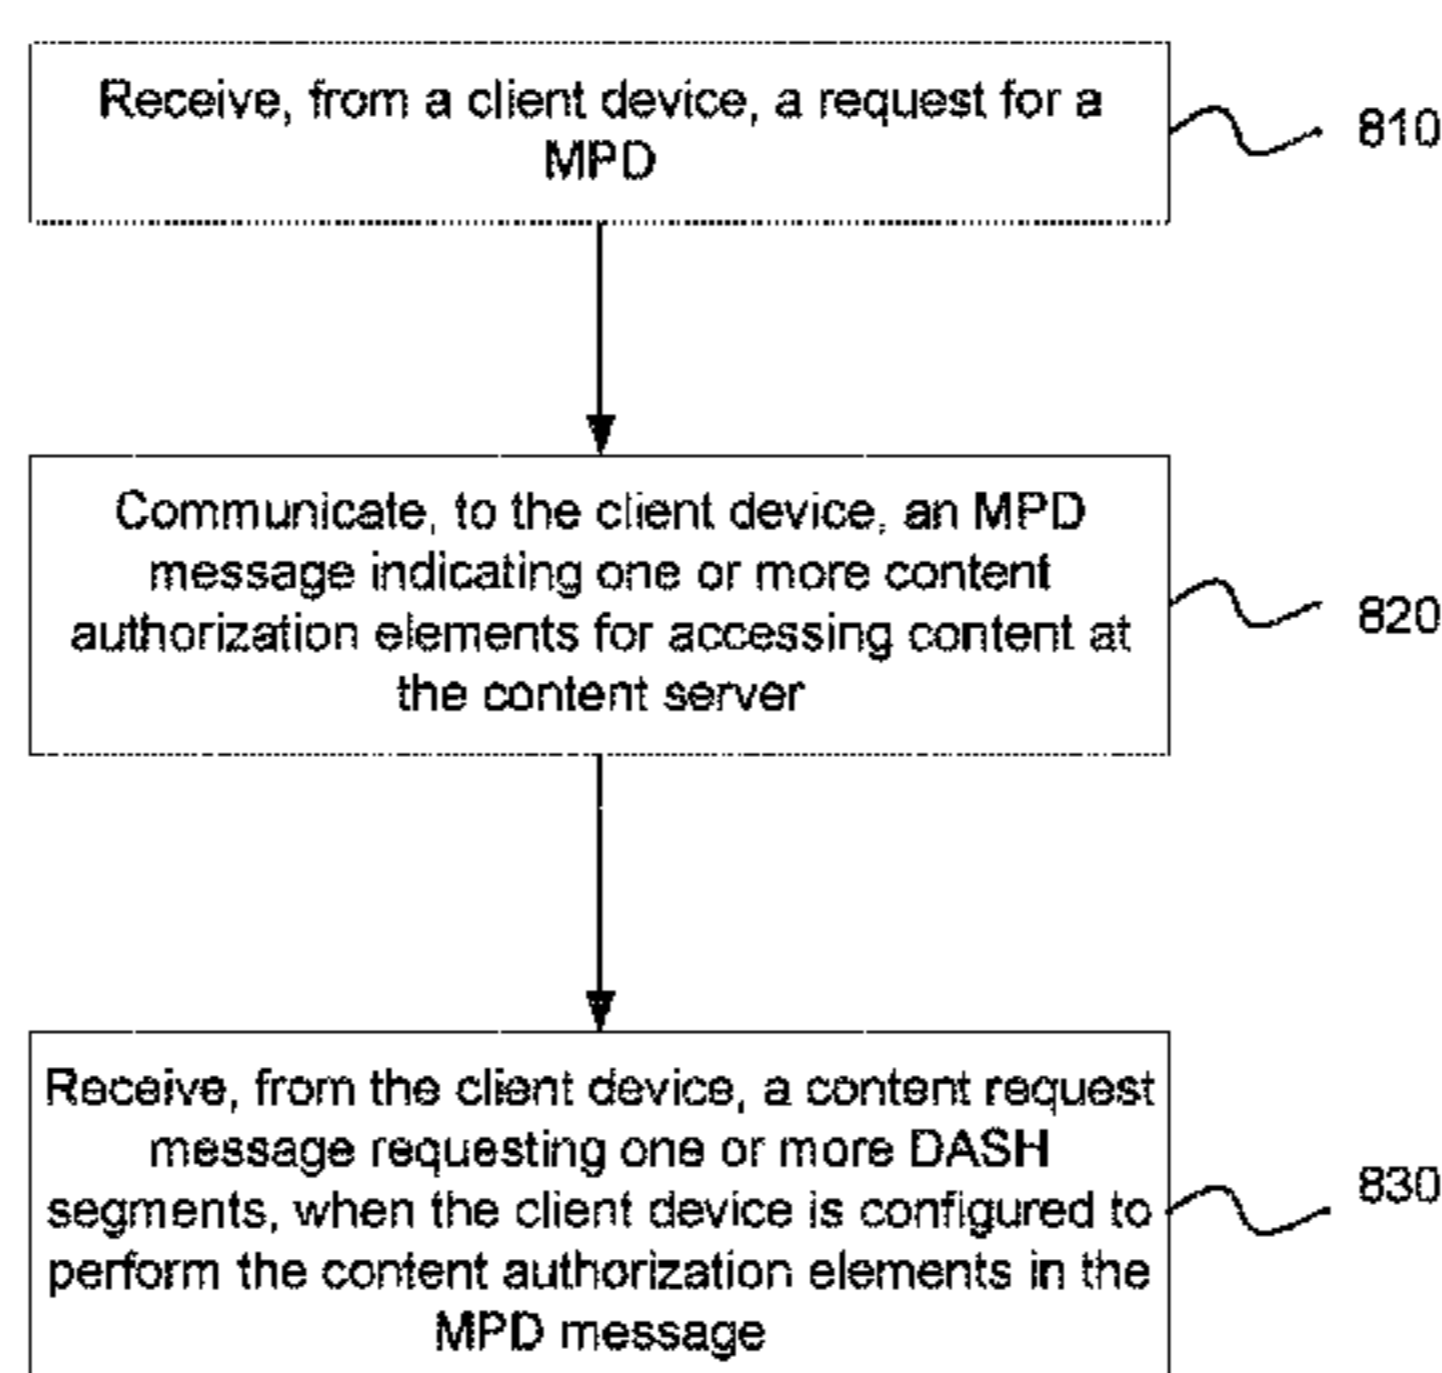 Receive, from a client device, a request for a
MPD
810
Communicate, to the client device, an MPD
message indicating one or more content
authorization elements for accessing content at
the content server
820
Receive, from the client device, a content request
message requesting one or more DASH
segments, when the client device is configured to
perform the content authorization elements in the
MPD message
830